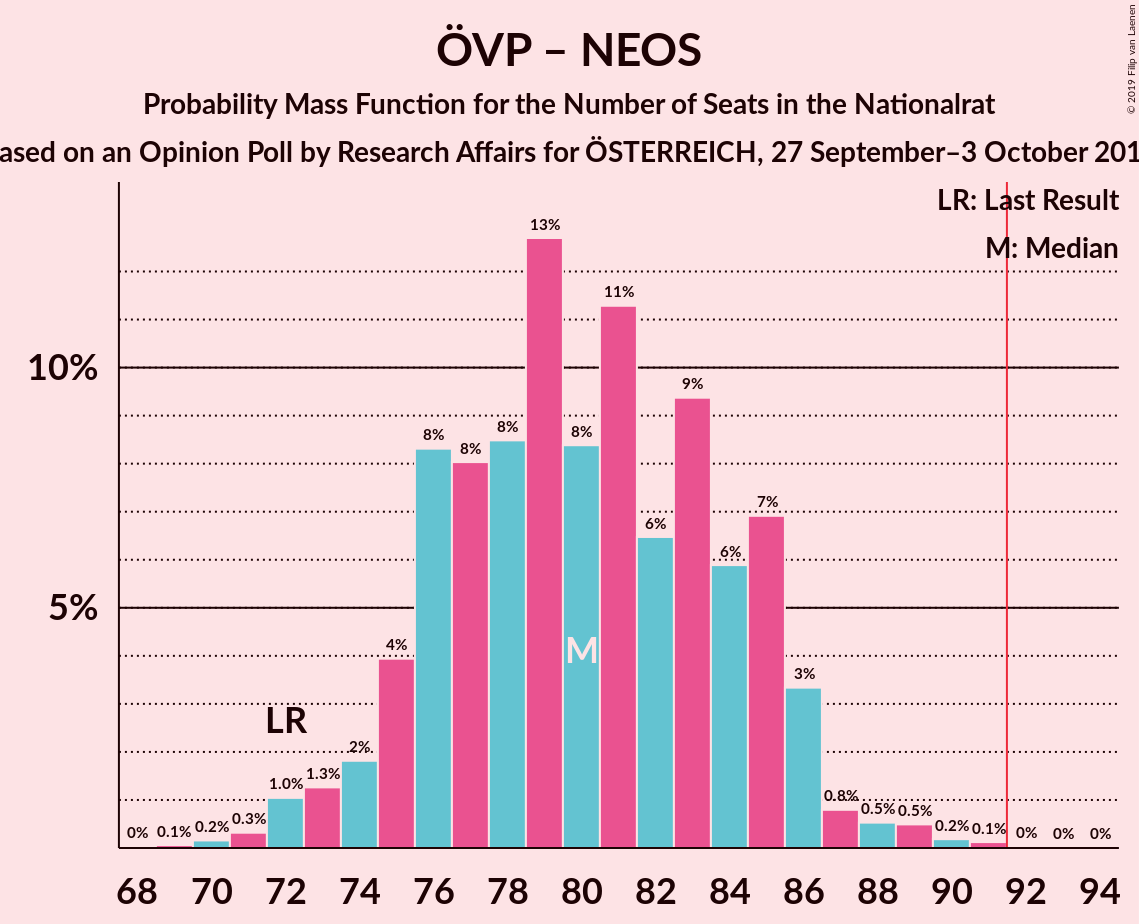 ÖVP – NEOS
Probability Mass Function for the Number of Seats in the Nationalrat
ased on an Opinion Poll by Research Affairs for ÖSTERREICH, 27 September–3 October 201
© 2019 Filip van Laenen
LR: Last Result
M: Median
10%
5%
0% 0.1% 0.2% 0.3% 1.0% 1.3% 2% 4% 8% 8% 8% 13% 8% 11% 6% 9% 6% 7% 3% 0.8% 0.5% 0.5% 0.2% 0.1% 0% 0% 0%
LR
M
68 70 72 74 76 78 80 82 84 86 88 90 92 94